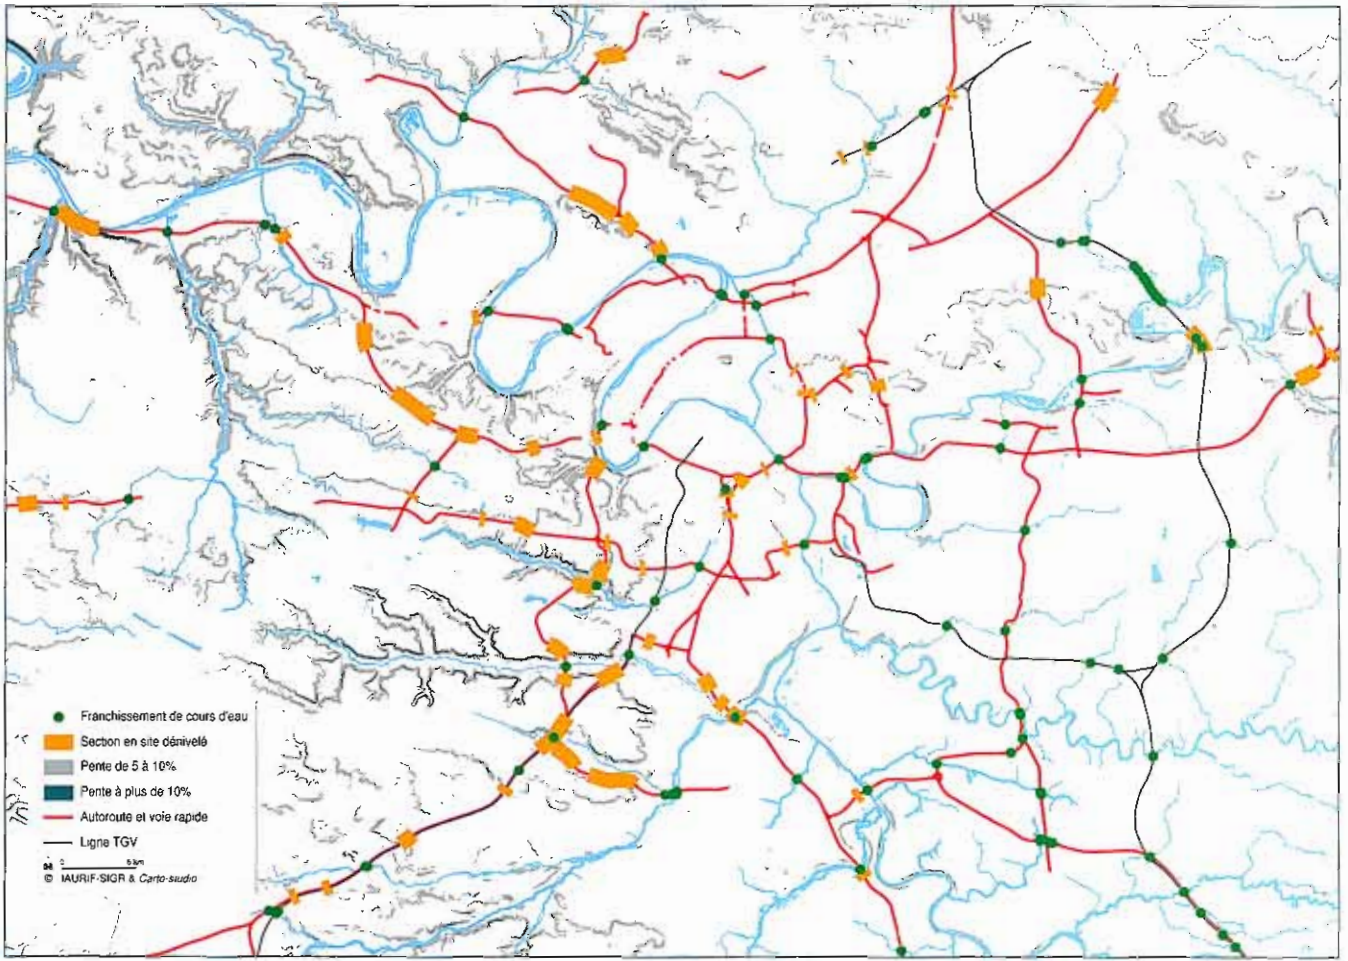 Franchissement de cours d'eau
Section en site dénivelé
Pente de 5 à 10%
Pente à plus de 10%
Autoroute et voie rapide
Ligne TGV
0 5 km
© IAURIF-SIGR & Carto-studio